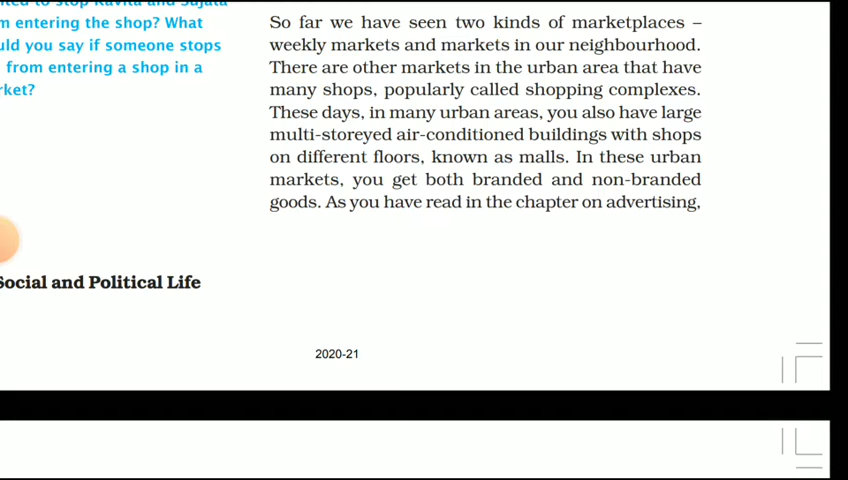 Kavita and Sujata
entering the shop? What
you say if someone stops
from entering a shop in a
So far we have seen two kinds of marketplaces –
weekly markets and markets in our neighbourhood.
There are other markets in the urban area that have
many shops, popularly called shopping complexes.
These days, in many urban areas, you also have large
multi-storeyed air-conditioned buildings with shops
on different floors, known as malls. In these urban
markets, you get both branded and non-branded
goods. As you have read in the chapter on advertising,
Social and Political Life
2020-21